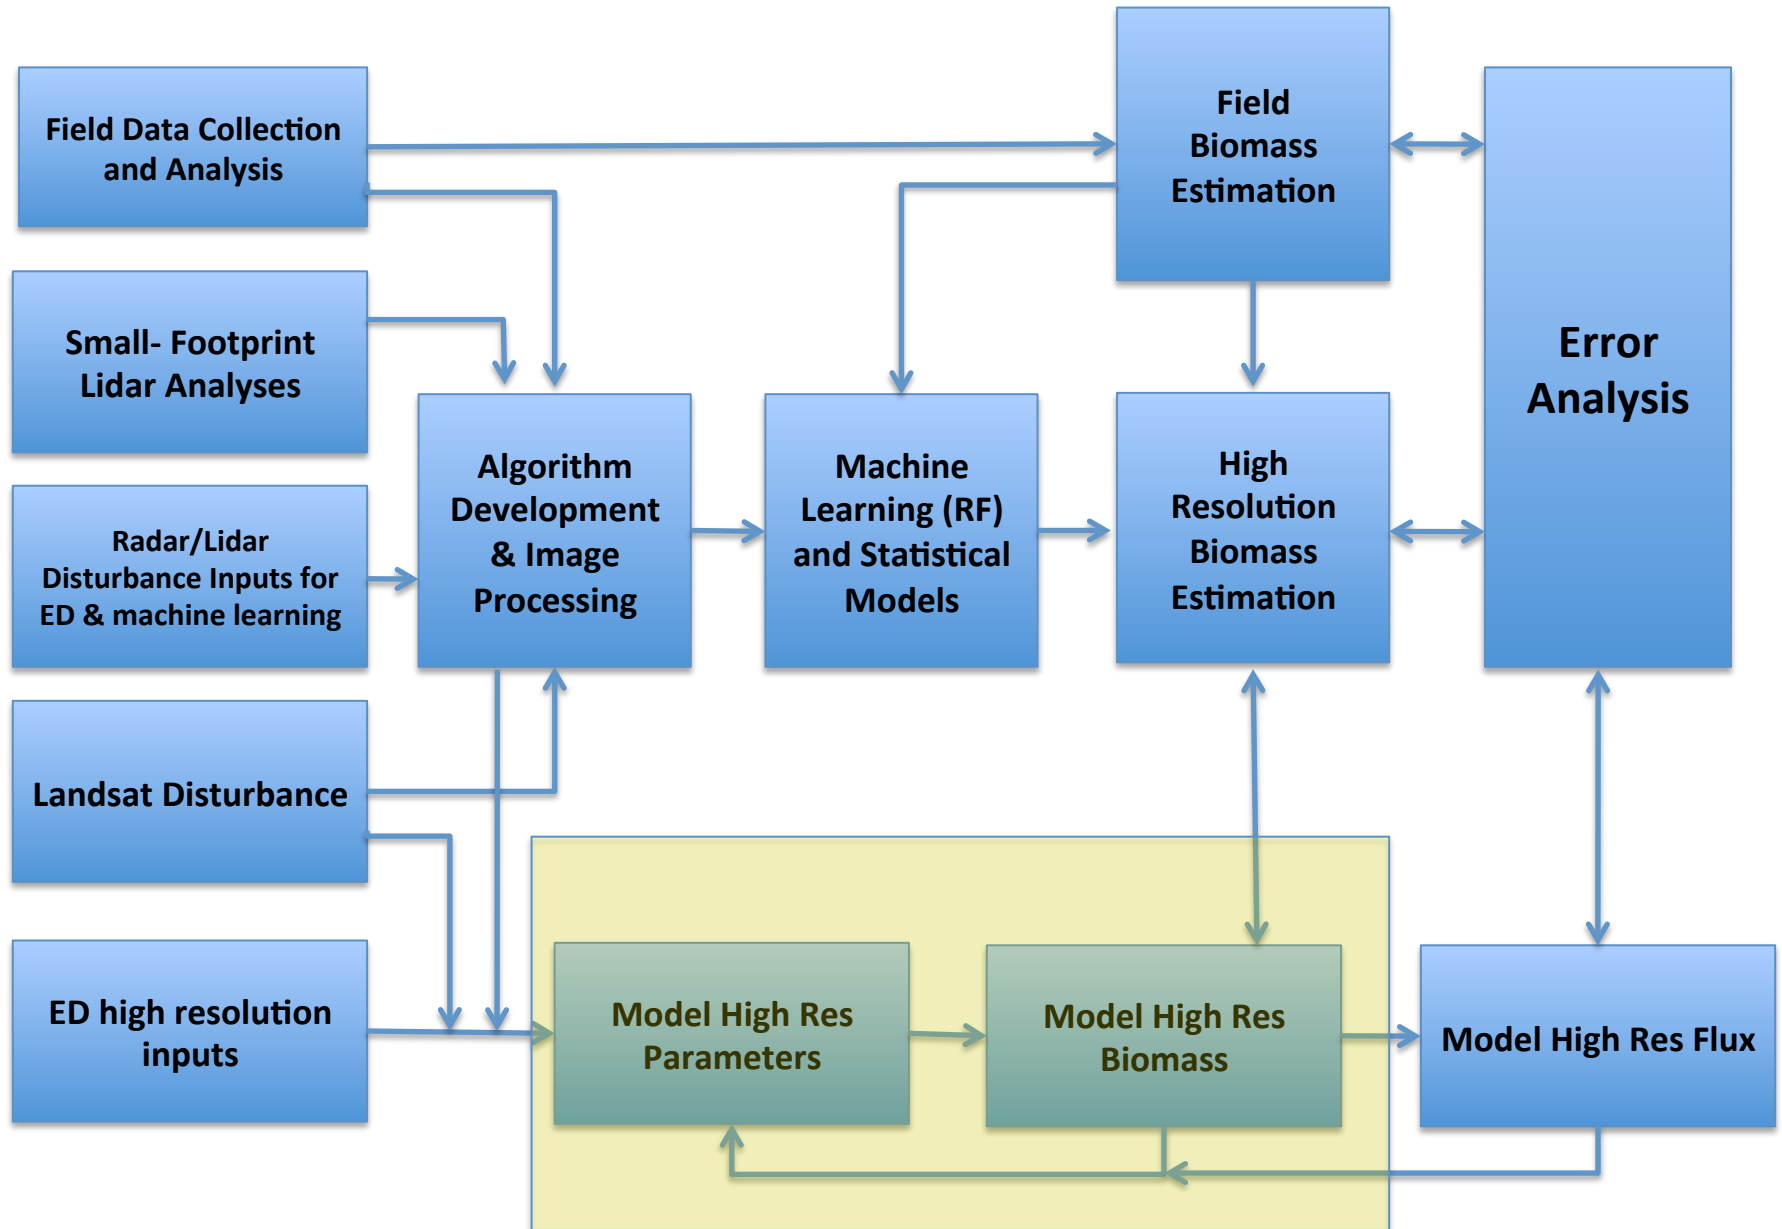 Field Data Collection
and Analysis
Field
Biomass
Estimation
Error
Analysis
Small- Footprint
Lidar Analyses
Algorithm
Development
& Image
Processing
Machine
Learning (RF)
and Statistical
Models
High
Resolution
Biomass
Estimation
Radar/Lidar
Disturbance Inputs for
ED & machine learning
Landsat Disturbance
ED high resolution
inputs
Model High Res
Parameters
Model High Res
Biomass
Model High Res Flux